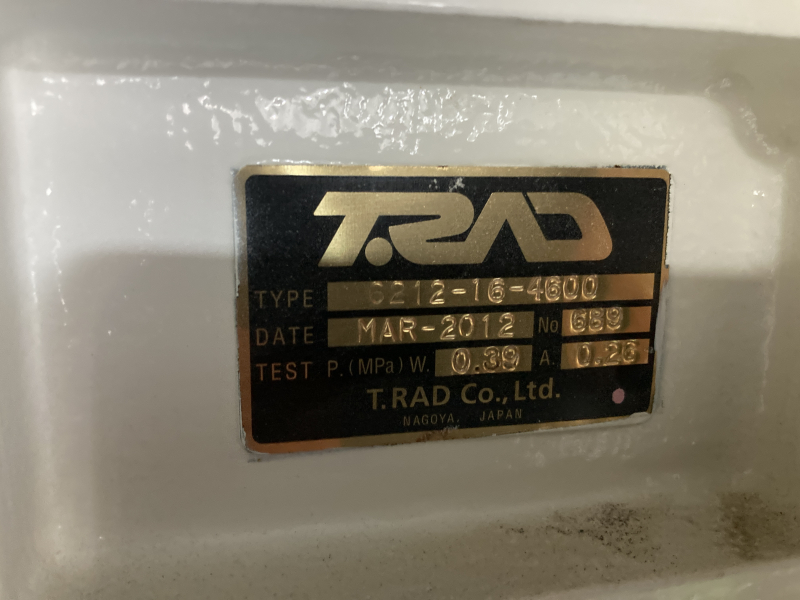 T.RAD
TYPE 6212-16-4600
DATE MAR-2012 No 689
TEST P.(MPa) W. 0.39 A. 0.26
T.RAD Co.,Ltd.
NAGOYA, JAPAN